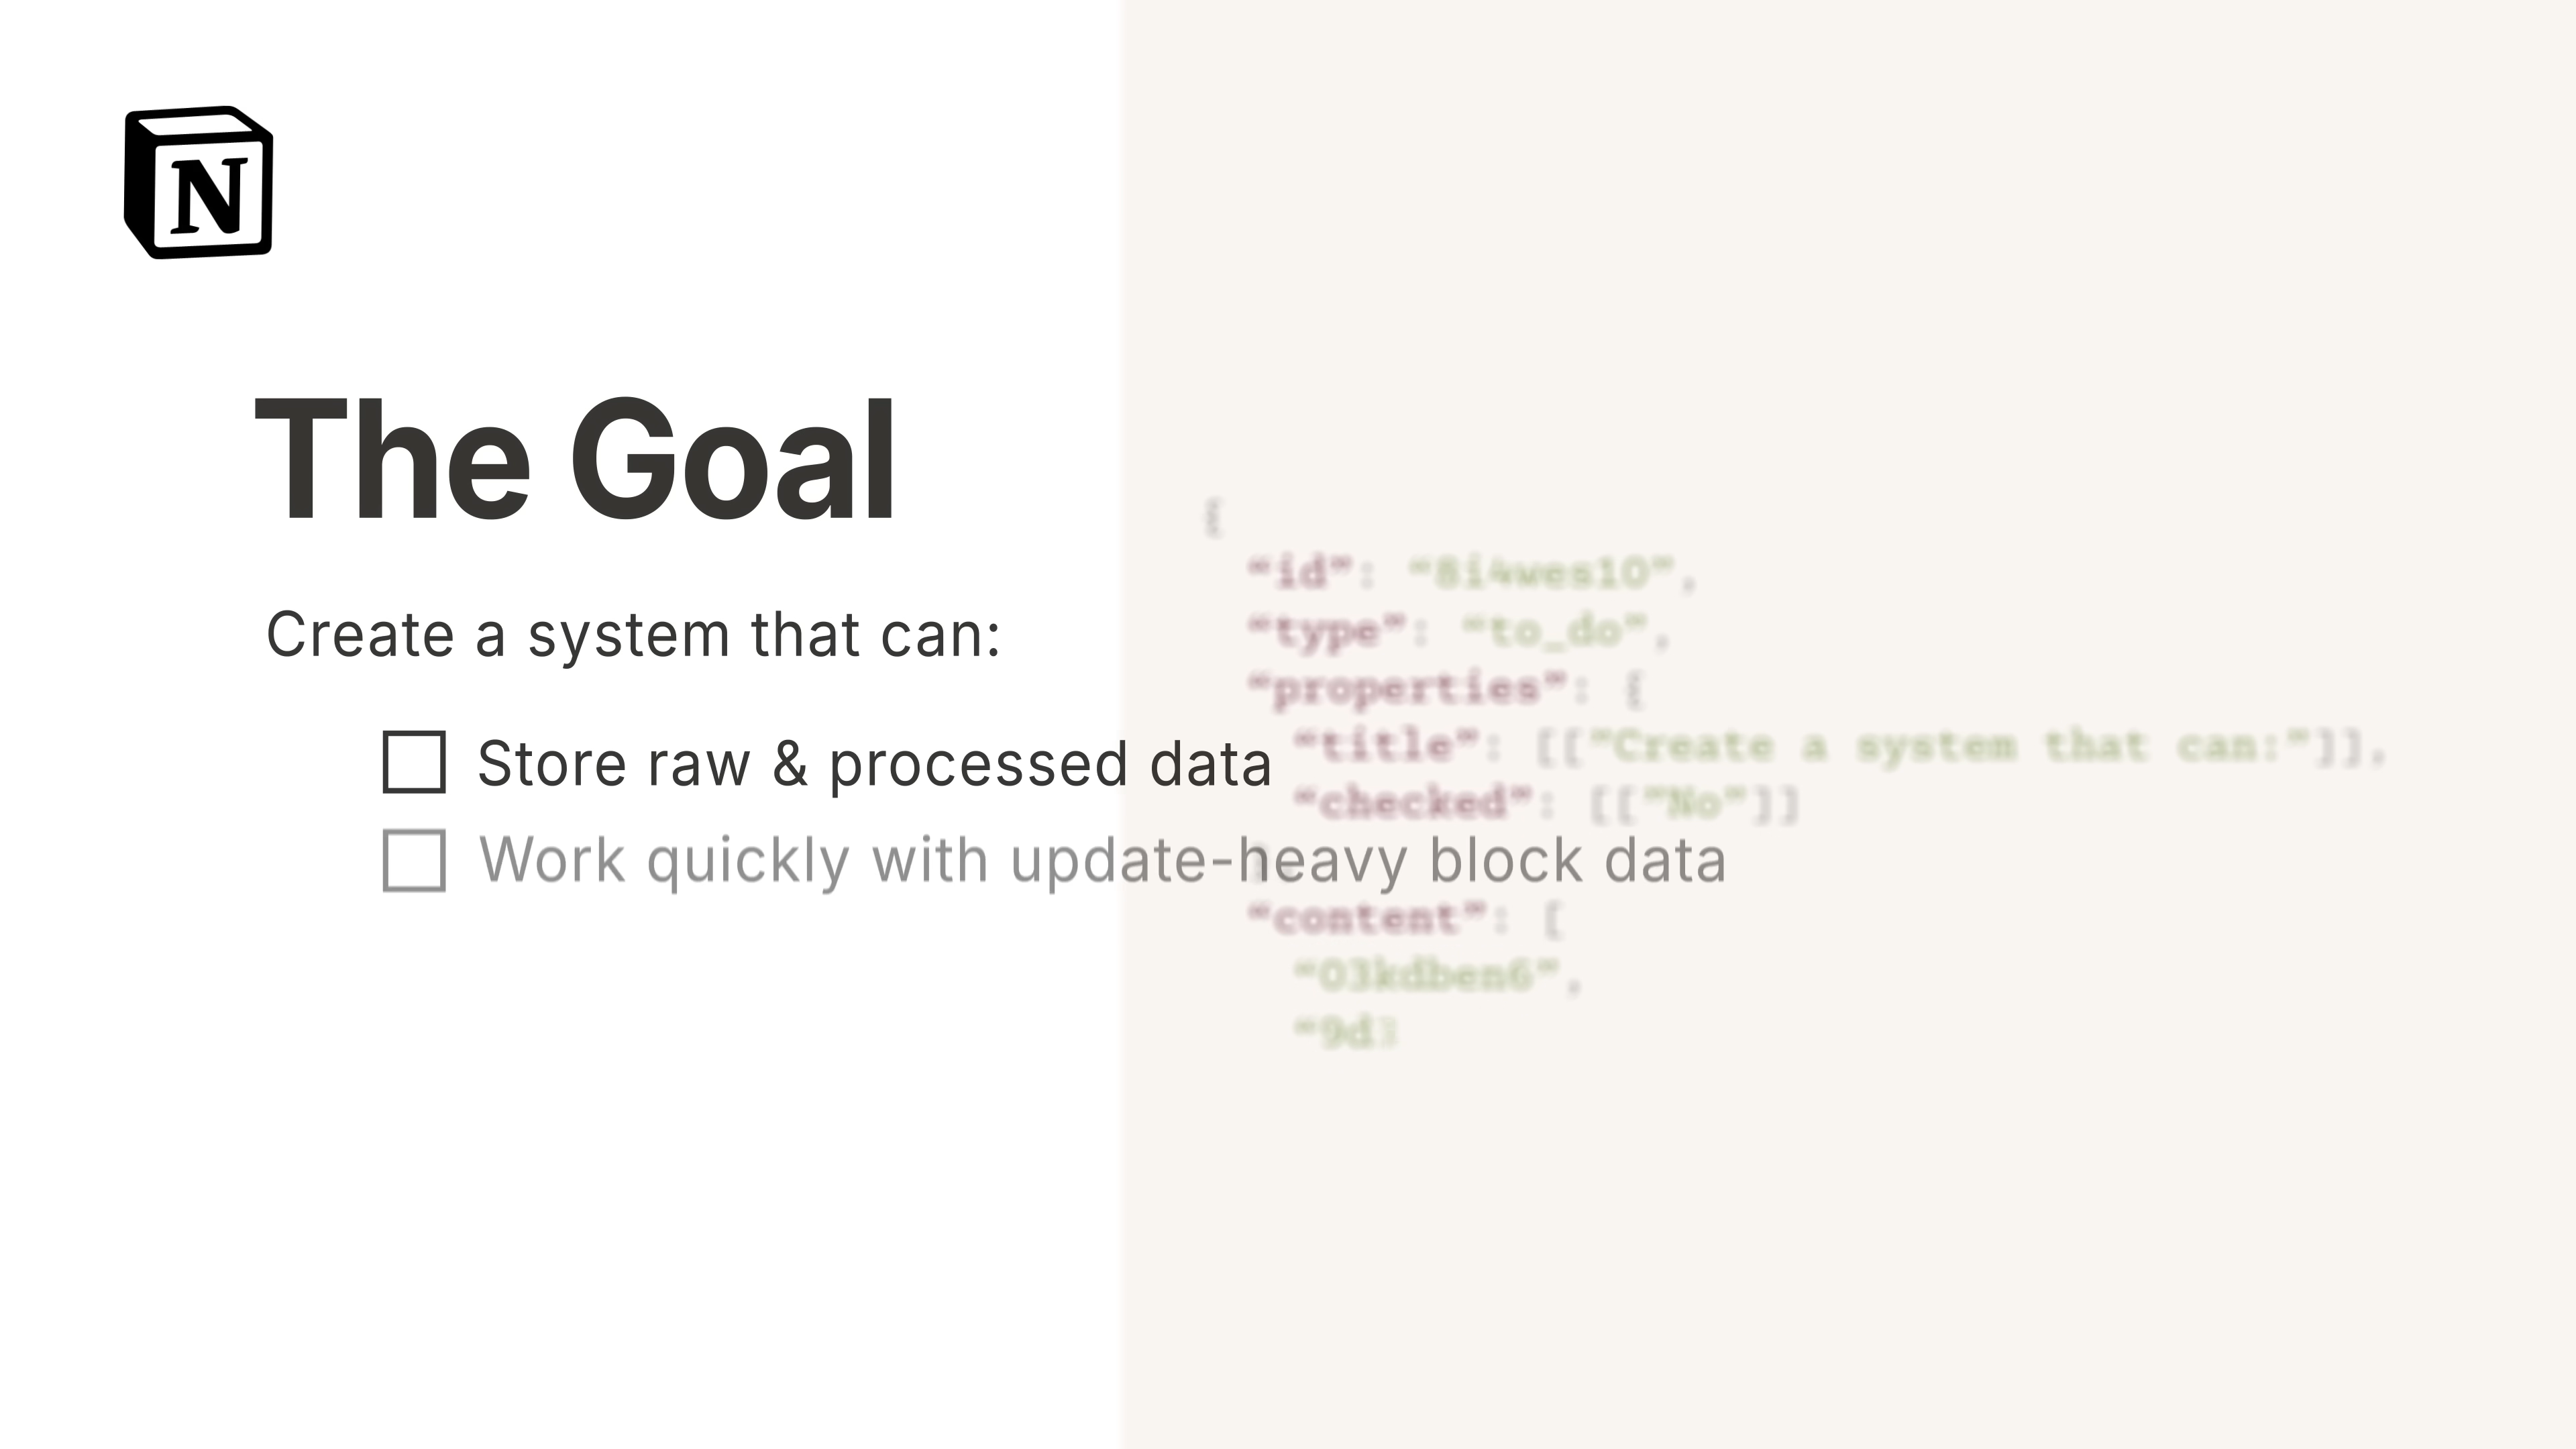 N
The Goal
Create a system that can:
Store raw & processed data
Work quickly with update-heavy block data
{
“id”: “8i4wes10”,
“type”: “to_do”,
“properties”: {
“title”: [["Create a system that can:"]],
“checked”: [["No"]]
“content”: [
“03kdben6”,
“9d